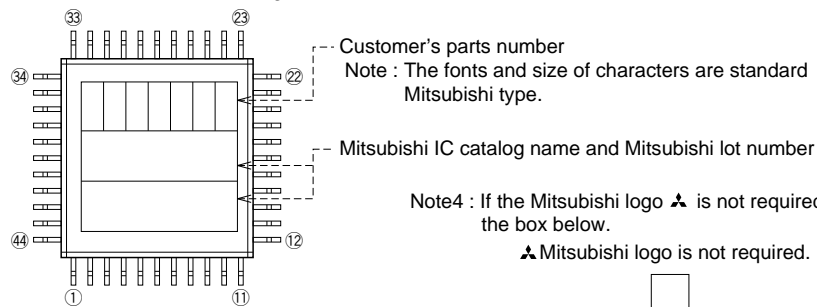 ㉝ ㉓
Customer's parts number
Note : The fonts and size of characters are standard
Mitsubishi type.
㉞ ㉒
Mitsubishi IC catalog name and Mitsubishi lot number
Note4 : If the Mitsubishi logo is not required
the box below.
㊹ ⑫
Mitsubishi logo is not required.
① ⑪